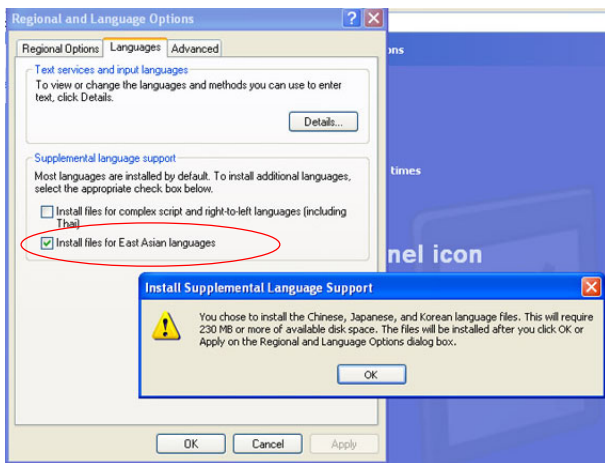 Regional and Language Options
ons
Regional Options Languages Advanced
Text services and input languages
To view or change the languages and methods you can use to enter
text, click Details.
Details...
Supplemental language support
Most languages are installed by default. To install additional languages,
select the appropriate check box below.
times
Install files for complex script and right-to-left languages (including
Thai)
Install files for East Asian languages
nel icon
Install Supplemental Language Support
You chose to install the Chinese, Japanese, and Korean language files. This will require
230 MB or more of available disk space. The files will be installed after you click OK or
Apply on the Regional and Language Options dialog box.
OK
OK Cancel Apply